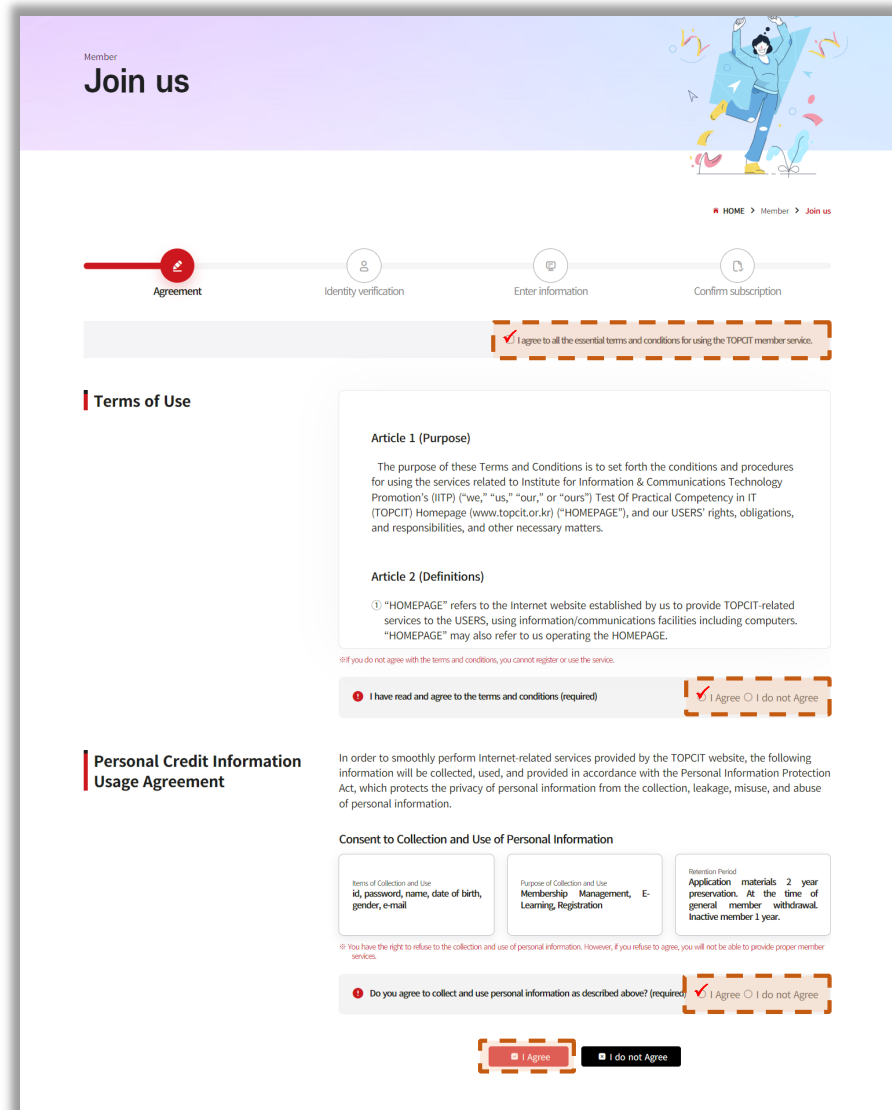 Member
Join us
HOME > Member > Join us
Agreement
Identity verification
Enter information
Confirm subscription
I agree to all the essential terms and conditions for using the TOPCIT member service.
Terms of Use
Article 1 (Purpose)
The purpose of these Terms and Conditions is to set forth the conditions and procedures
for using the services related to Institute for Information & Communications Technology
Promotion's (IITP) (“we,” “us,” “our,” or “ours”) Test Of Practical Competency in IT
(TOPCIT) Homepage (www.topcit.or.kr) (“HOMEPAGE”), and our USERS’ rights, obligations,
and responsibilities, and other necessary matters.
Article 2 (Definitions)
① “HOMEPAGE” refers to the Internet website established by us to provide TOPCIT-related
services to the USERS, using information/communications facilities including computers.
“HOMEPAGE” may also refer to us operating the HOMEPAGE.
※If you do not agree with the terms and conditions, you cannot register or use the service.
I have read and agree to the terms and conditions (required)
I Agree I do not Agree
Personal Credit Information
Usage Agreement
In order to smoothly perform Internet-related services provided by the TOPCIT website, the following
information will be collected, used, and provided in accordance with the Personal Information Protection
Act, which protects the privacy of personal information from the collection, leakage, misuse, and abuse
of personal information.
Consent to Collection and Use of Personal Information
Items of Collection and Use
id, password, name, date of birth,
gender, e-mail
Purpose of Collection and Use
Membership Management, E-
Learning, Registration
Retention Period
Application materials 2 year
preservation. At the time of
general member withdrawal.
Inactive member 1 year.
※ You have the right to refuse to the collection and use of personal information. However, if you refuse to agree, you will not be able to provide proper member
services.
Do you agree to collect and use personal information as described above? (required)
I Agree I do not Agree
I Agree
I do not Agree